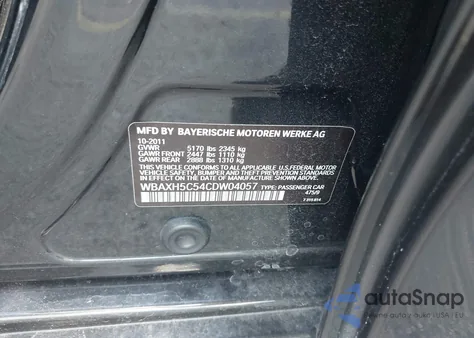 MFD BY BAYERISCHE MOTOREN WERKE AG
10-2011
GVWR 5170 lbs 2345 kg
GAWR FRONT 2447 lbs 1110 kg
GAWR REAR 2888 lbs 1310 kg
THIS VEHICLE CONFORMS TO ALL APPLICABLE U.S.FEDERAL MOTOR
VEHICLE SAFETY, BUMPER AND THEFT PREVENTION STANDARDS
IN EFFECT ON THE DATE OF MANUFACTURE SHOWN ABOVE.
WBAXH5C54CDW04057 TYPE: PASSENGER CAR
475/9
autoSnap